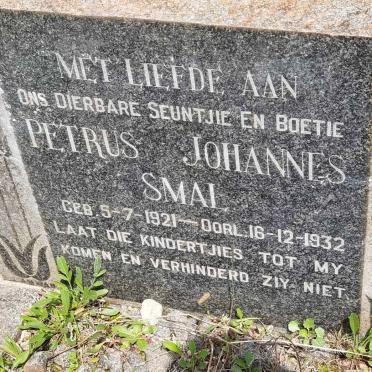 MET LIEFDE AAN
ONS DIERBARE SEUNTJIE EN BOETIE
PETRUS JOHANNES
SMAL
GEB. 5-7-1921 — OORL. 16-12-1932
LAAT DIE KINDERTJIES TOT MY
KOMEN EN VERHINDERD ZIY. NIET.